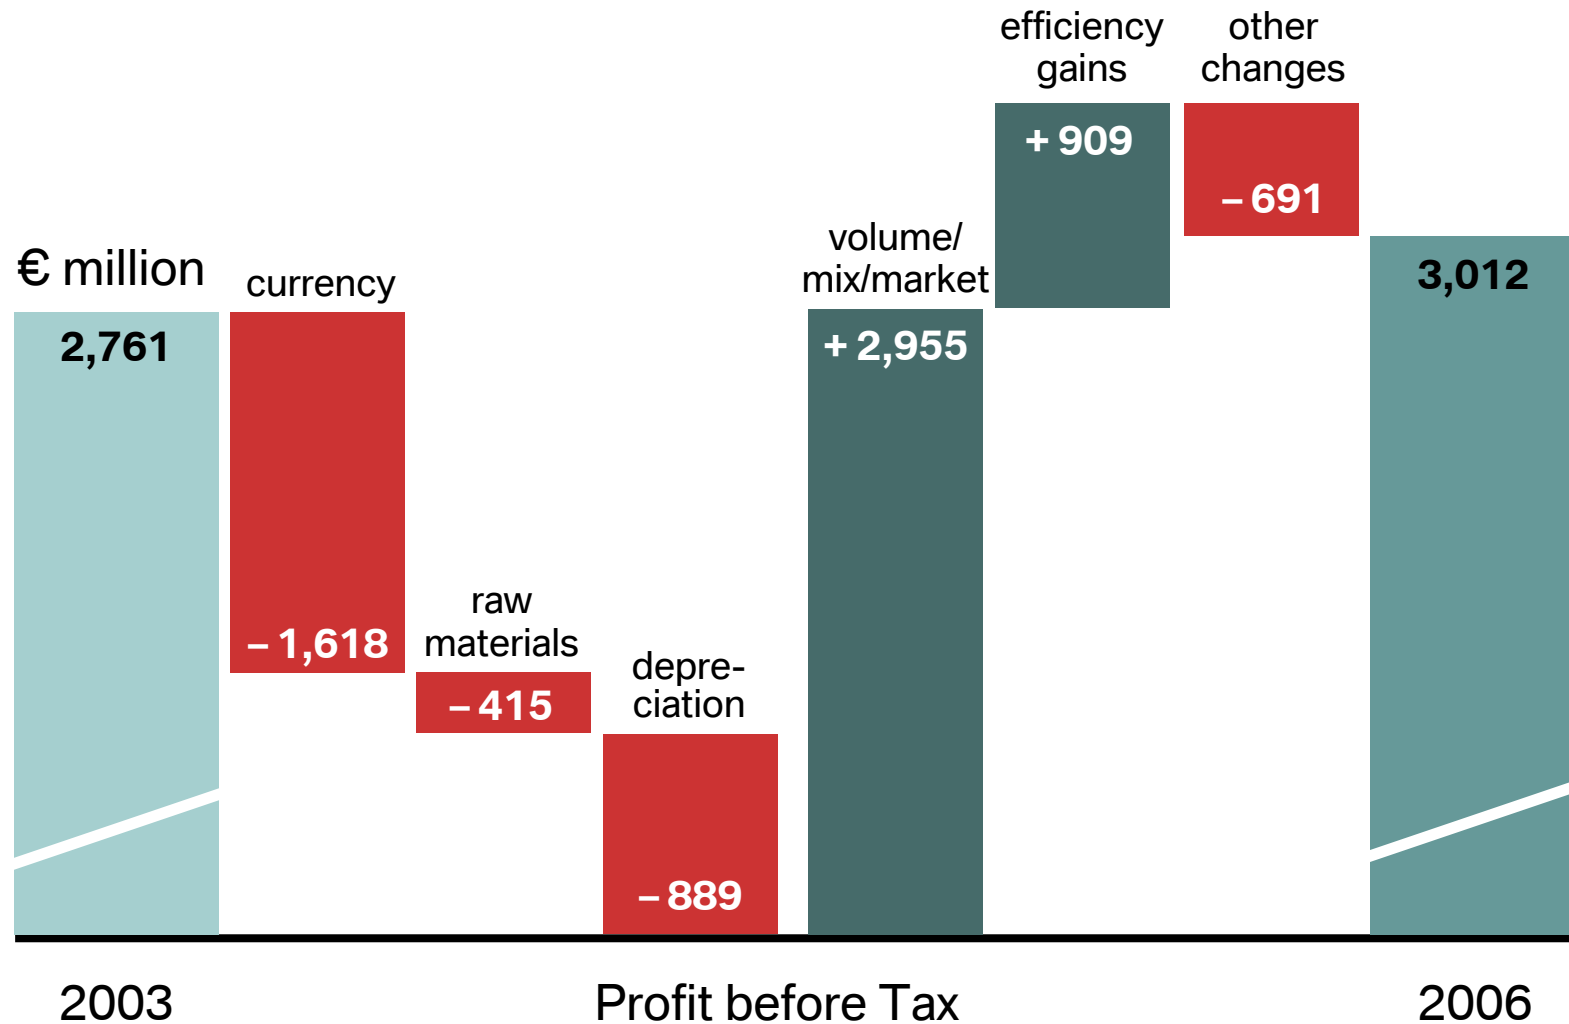 € million
2,761
currency
– 1,618
raw
materials
– 415
depre-
ciation
– 889
volume/
mix/market
+ 2,955
efficiency
gains
+ 909
other
changes
– 691
3,012
2003
Profit before Tax
2006